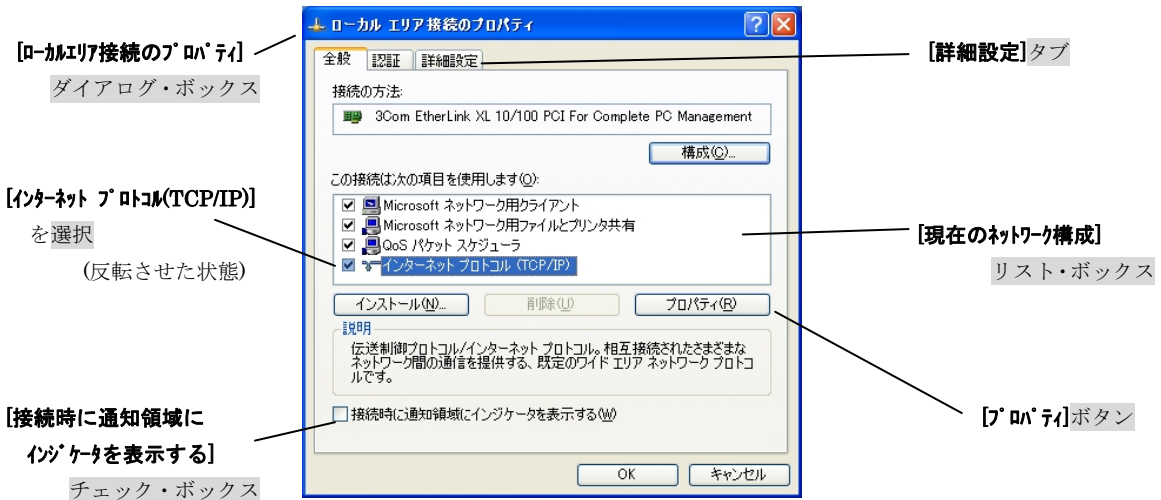 [ﾛｰｶﾙｴﾘｱ接続のﾌﾟﾛﾊﾟﾃｨ]
ダイアログ・ボックス
[ｲﾝﾀｰﾈｯﾄ ﾌﾟﾛﾄｺﾙ(TCP/IP)]
を選択
(反転させた状態)
[接続時に通知領域に
ｲﾝｼﾞｹｰﾀを表示する]
チェック・ボックス
ローカル エリア接続のプロパティ
全般 認証 詳細設定
接続の方法:
3Com EtherLink XL 10/100 PCI For Complete PC Management
構成(C)...
この接続は次の項目を使用します(O):
Microsoft ネットワーク用クライアント
Microsoft ネットワーク用ファイルとプリンタ共有
QoS パケット スケジューラ
インターネット プロトコル (TCP/IP)
インストール(N)... 削除(U) プロパティ(R)
説明
伝送制御プロトコル/インターネット プロトコル。相互接続されたさまざまな
ネットワーク間の通信を提供する、既定のワイド エリア ネットワーク プロトコ
ルです。
接続時に通知領域にインジケータを表示する(W)
OK キャンセル
[詳細設定]タブ
[現在のﾈｯﾄﾜｰｸ構成]
リスト・ボックス
[ﾌﾟﾛﾊﾟﾃｨ]ボタン